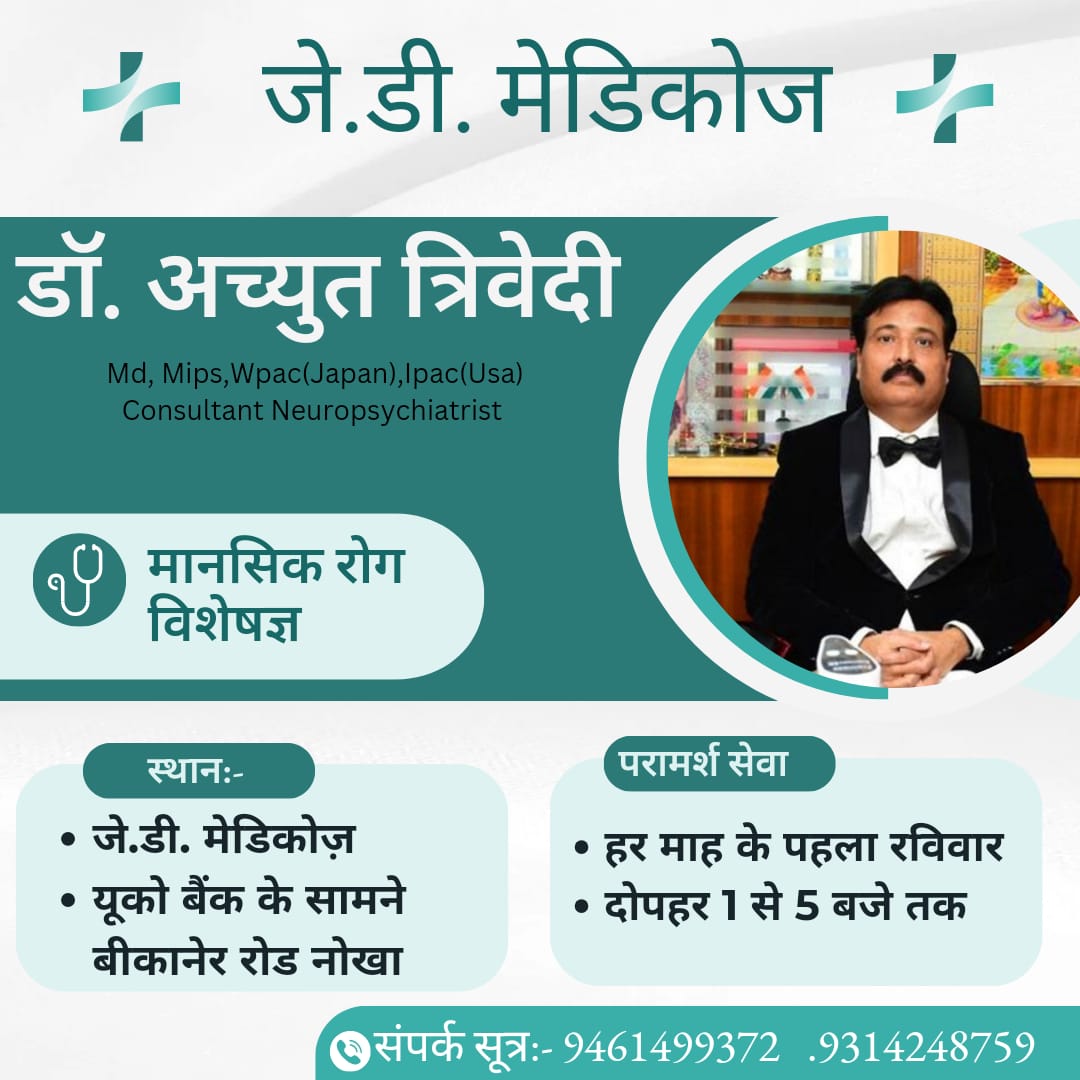 जे.डी. मेडिकोज
डॉ. अच्युत त्रिवेदी
Md, Mips,Wpac(Japan),Ipac(Usa)
Consultant Neuropsychiatrist
मानसिक रोग
विशेषज्ञ
स्थानः-
• जे.डी. मेडिकोज़
• यूको बैंक के सामने
बीकानेर रोड नोखा
परामर्श सेवा
• हर माह के पहला रविवार
• दोपहर 1 से 5 बजे तक
संपर्क सूत्रः- 9461499372 .9314248759